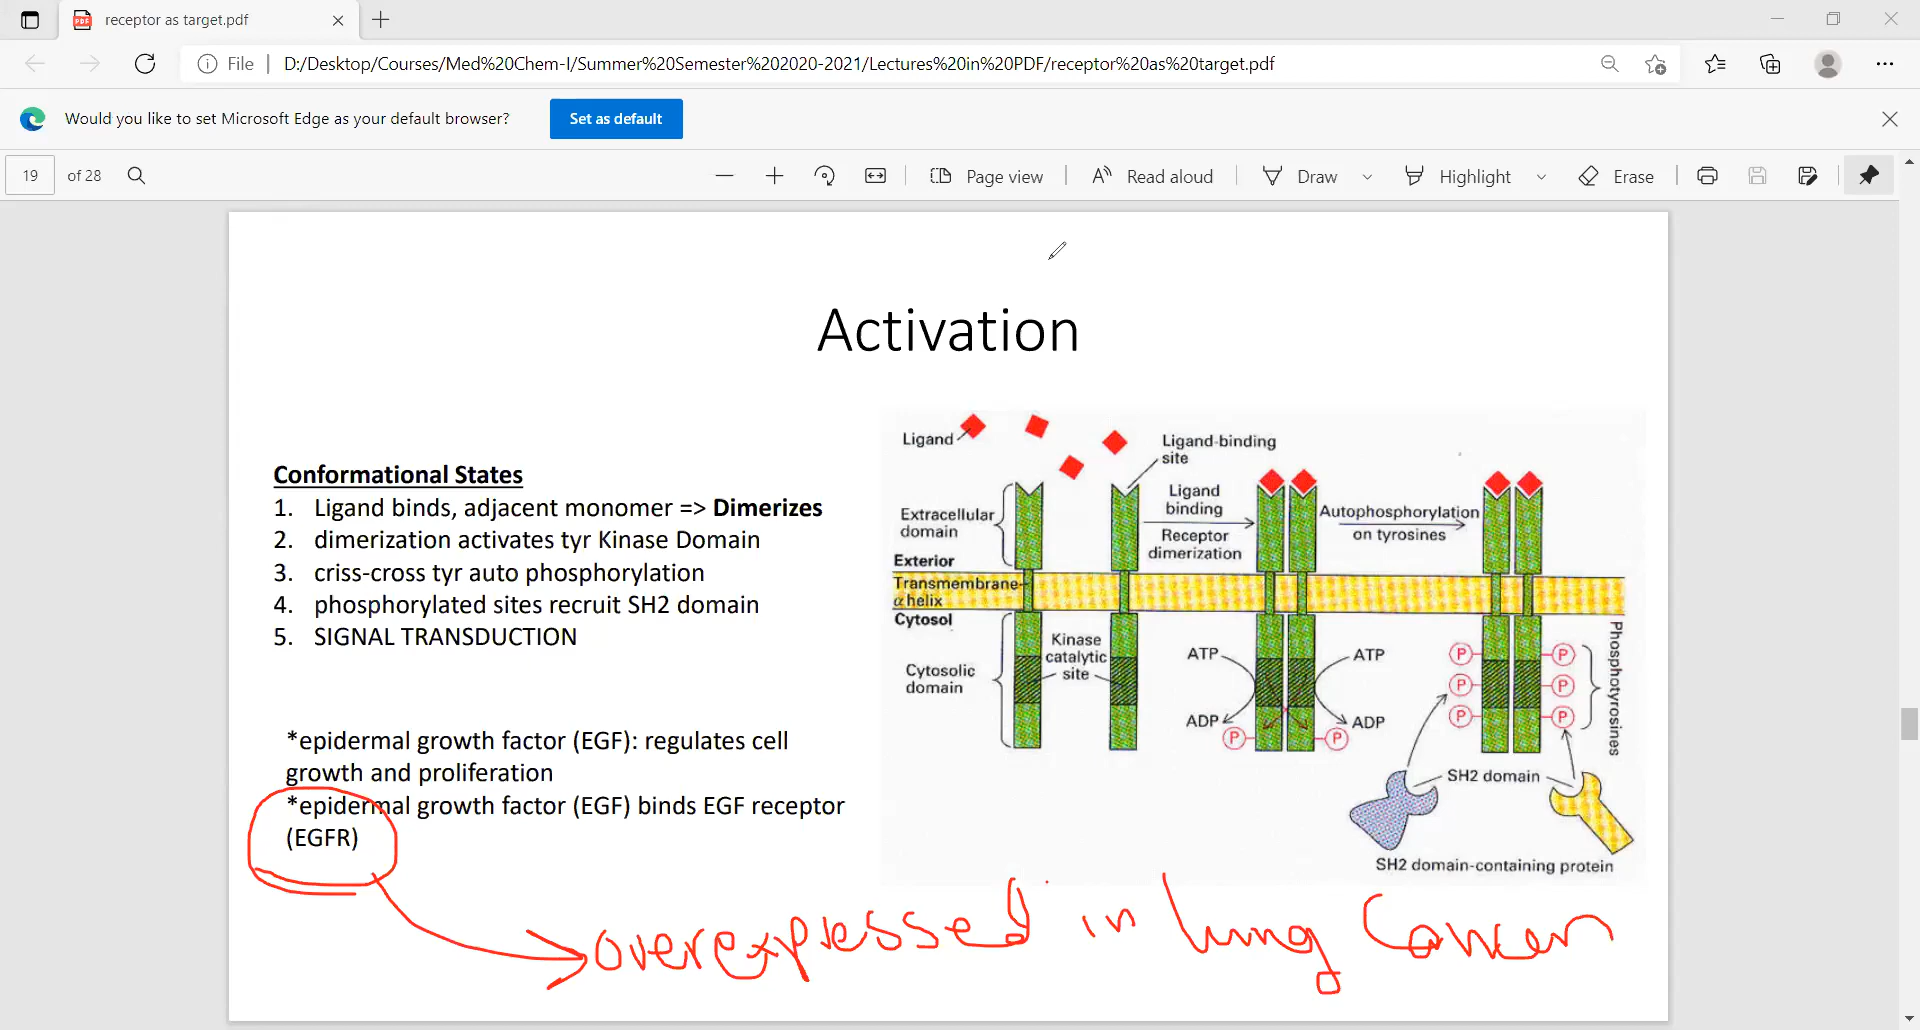 receptor as target.pdf
File
D:/Desktop/Courses/Med%20Chem-I/Summer%20Semester%202020-2021/Lectures%20in%20PDF/receptor%20as%20target.pdf
Would you like to set Microsoft Edge as your default browser?
Set as default
19 of 28
Page view
Read aloud
Draw
Highlight
Erase
Activation
Conformational States
1. Ligand binds, adjacent monomer => Dimerizes
2. dimerization activates tyr Kinase Domain
3. criss-cross tyr auto phosphorylation
4. phosphorylated sites recruit SH2 domain
5. SIGNAL TRANSDUCTION
*epidermal growth factor (EGF): regulates cell
growth and proliferation
*epidermal growth factor (EGF) binds EGF receptor
(EGFR)
overexpressed in lung Cancer
Ligand
Ligand-binding
site
Extracellular
domain
Ligand
binding
Receptor
dimerization
Autophosphorylation
on tyrosines
Exterior
Transmembrane
α helix
Cytosol
Kinase
catalytic
site
Cytosolic
domain
ATP
ATP
ADP
ADP
P
P
P
P
P
P
P
P
Phosphotyrosines
SH2 domain
SH2 domain-containing protein